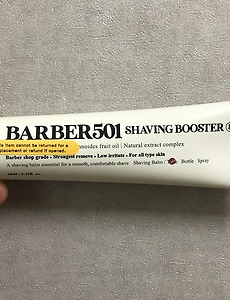 BARBER501 SHAVING BOOSTER
is item cannot be returned for a
placement or refund if opened.
nnoides fruit oil | Natural extract complex
Barber shop grade • Strongest remove • Low irritate • For all type skin
A shaving balm essential for a smooth, comfortable shave Shaving Balm / Bottle Spray